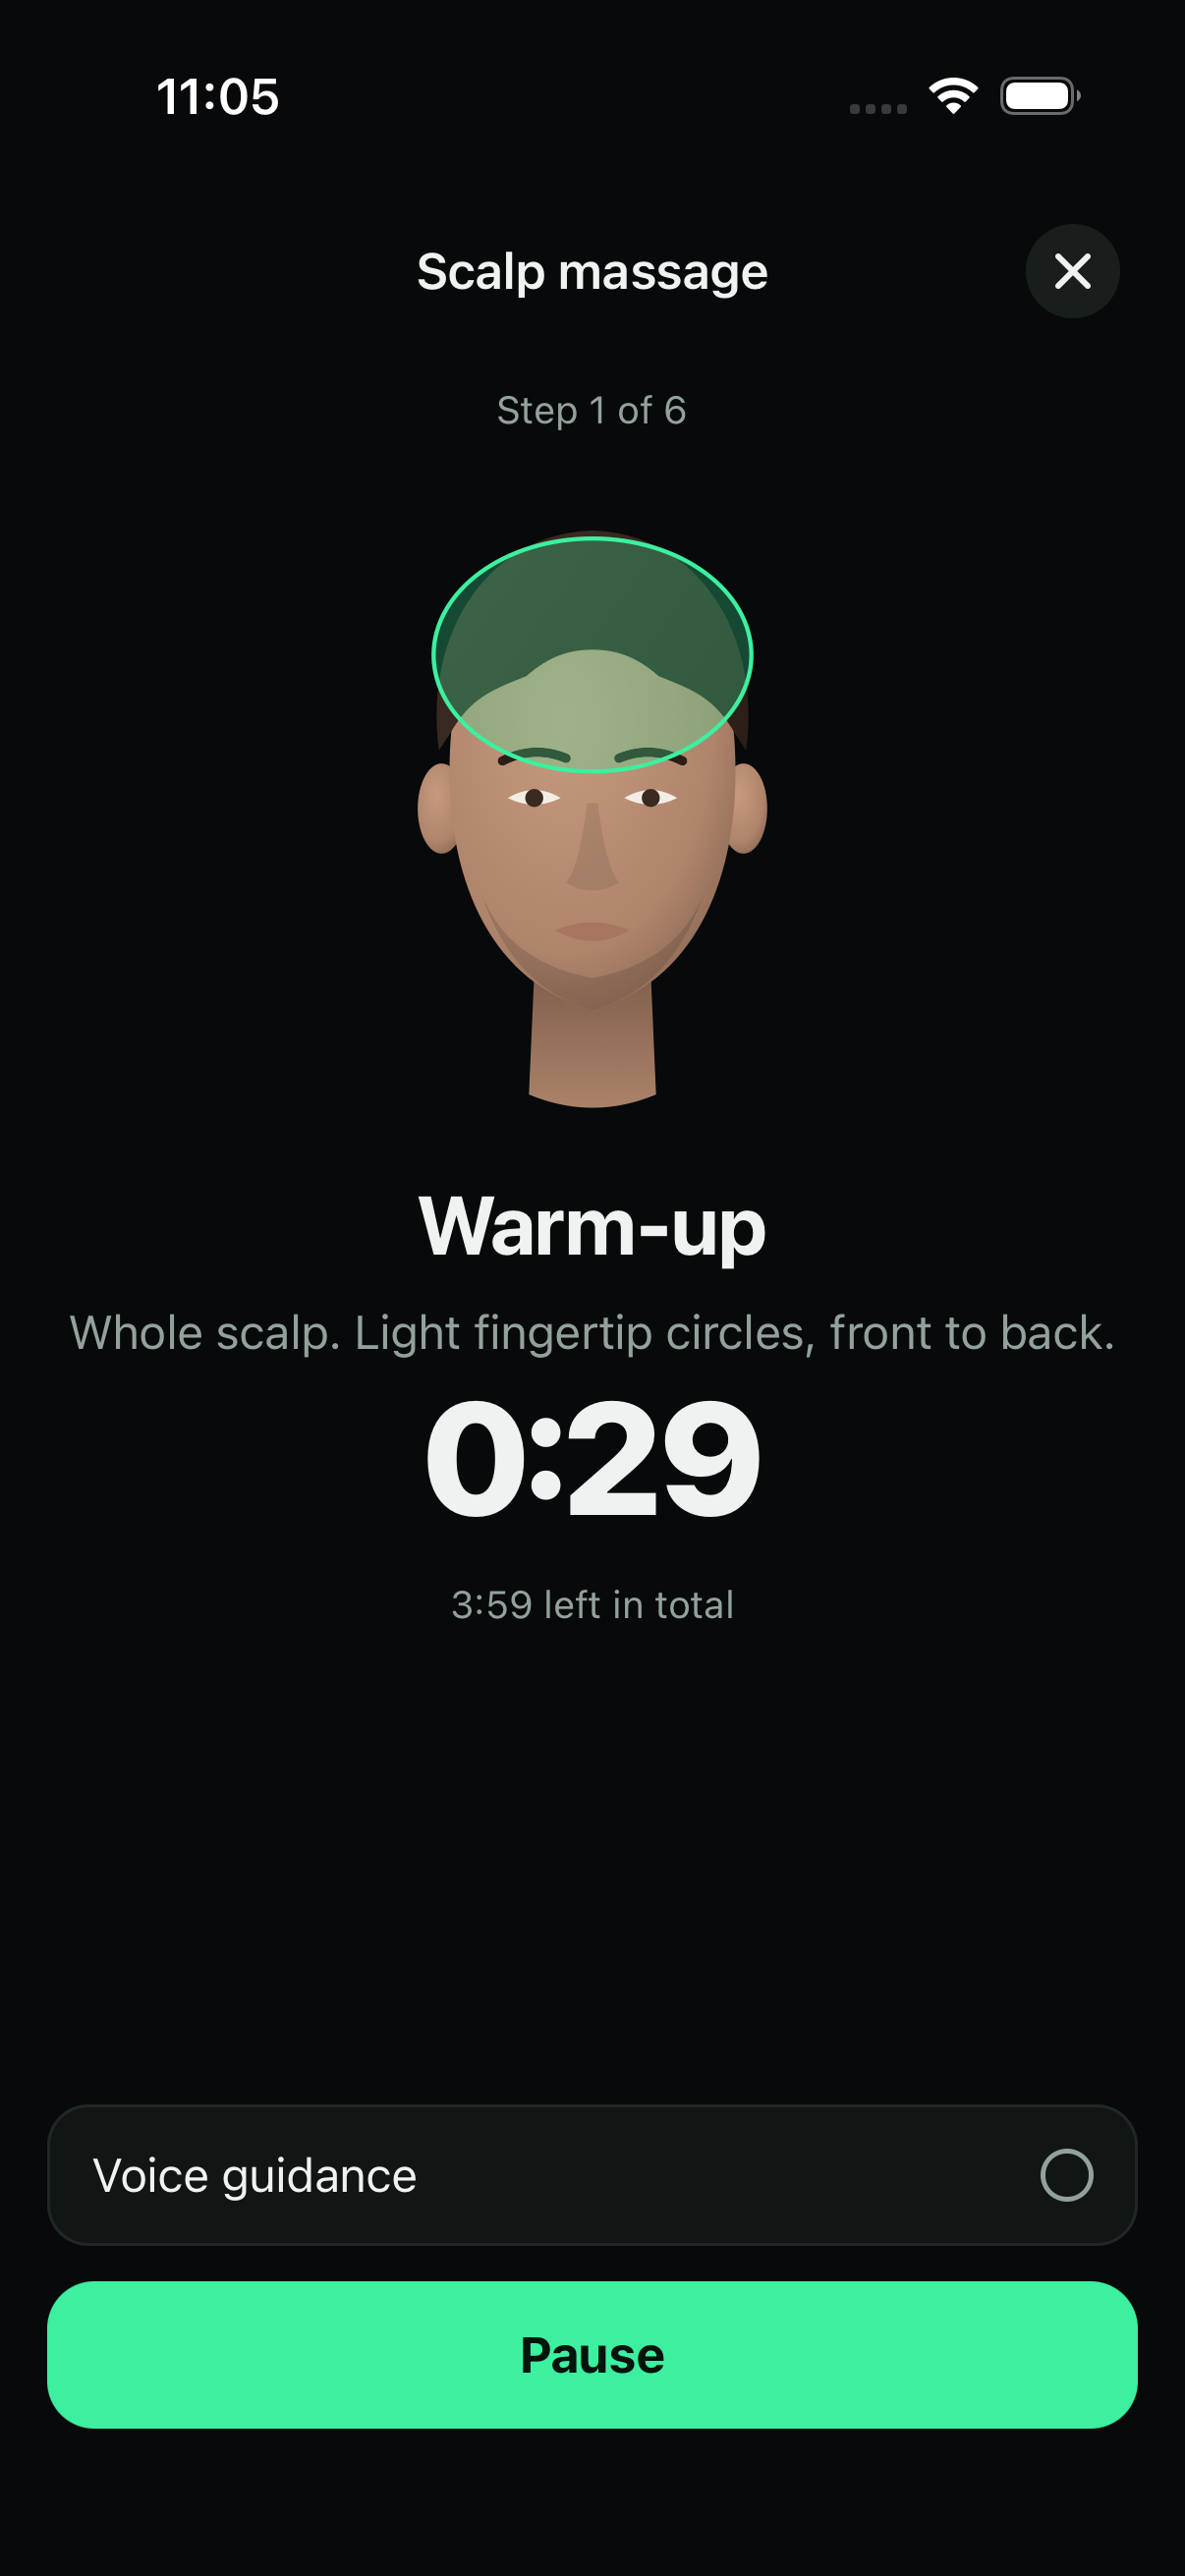 11:05
Scalp massage
Step 1 of 6
Warm-up
Whole scalp. Light fingertip circles, front to back.
0:29
3:59 left in total
Voice guidance
Pause